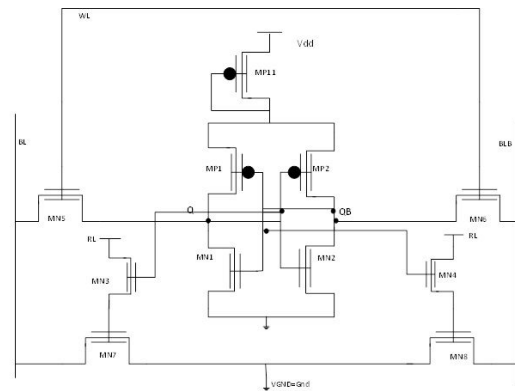 WL
Vdd
MP11
BL
BLB
MP1
MP2
Q
QB
MN5
MN6
RL
RL
MN3
MN1
MN2
MN4
MN7
MN8
VGND=Gnd